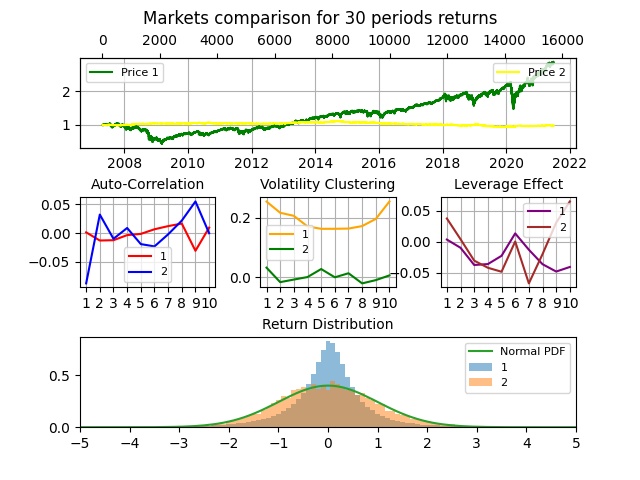 Markets comparison for 30 periods returns
0 2000 4000 6000 8000 10000 12000 14000 16000
Price 1
Price 2
2
1
2008 2010 2012 2014 2016 2018 2020 2022
Auto-Correlation
Volatility Clustering
Leverage Effect
0.05
0.00
−0.05
1
2
1 2 3 4 5 6 7 8 9 10
0.2
0.0
1
2
1 2 3 4 5 6 7 8 9 10
0.05
0.00
−0.05
1
2
1 2 3 4 5 6 7 8 9 10
Return Distribution
0.5
0.0
Normal PDF
1
2
−5 −4 −3 −2 −1 0 1 2 3 4 5